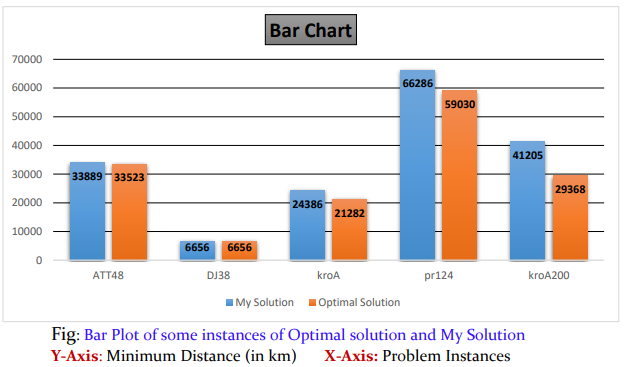 Bar Chart
70000
60000
50000
40000
30000
20000
10000
0
33889 33523
6656 6656
24386 21282
66286 59030
41205 29368
ATT48 DJ38 kroA pr124 kroA200
My Solution Optimal Solution
Fig: Bar Plot of some instances of Optimal solution and My Solution
Y-Axis: Minimum Distance (in km) X-Axis: Problem Instances